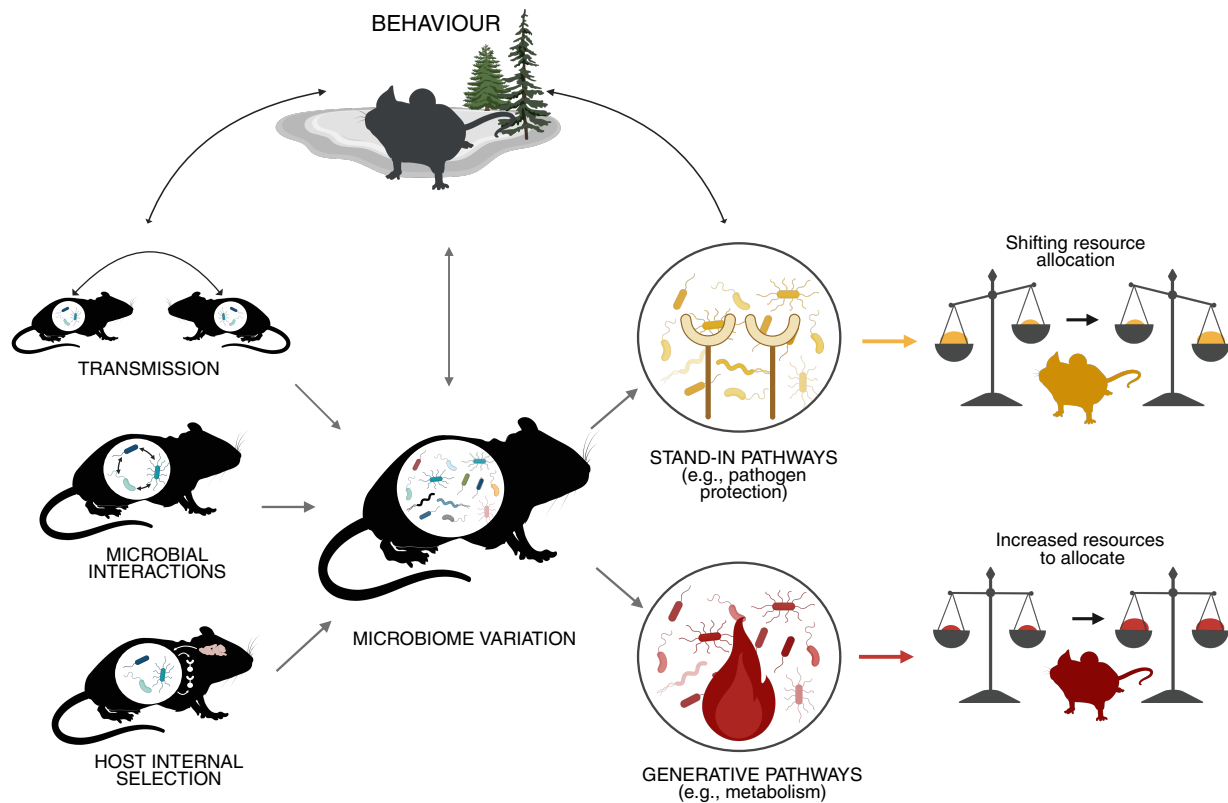 BEHAVIOUR
TRANSMISSION
MICROBIAL
INTERACTIONS
HOST INTERNAL
SELECTION
MICROBIOME VARIATION
STAND-IN PATHWAYS
(e.g., pathogen
protection)
GENERATIVE PATHWAYS
(e.g., metabolism)
Shifting resource
allocation
Increased resources
to allocate